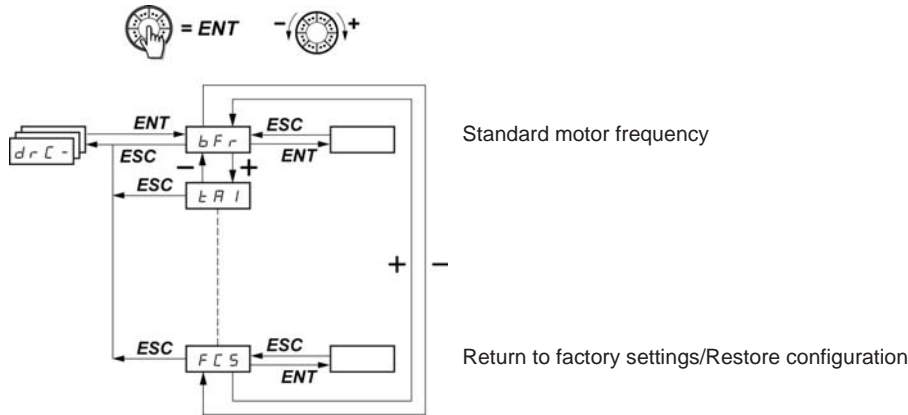 = ENT - +
ENT ESC Standard motor frequency
drC- bFr
ESC ENT
- +
ESC tAI
+ -
ESC ESC
FCS Return to factory settings/Restore configuration
ENT